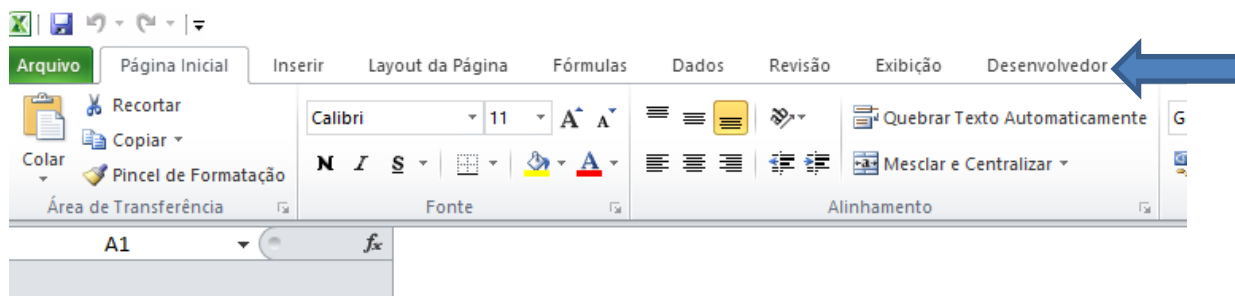 Arquivo Página Inicial Inserir Layout da Página Fórmulas Dados Revisão Exibição Desenvolvedor
Colar
Recortar
Copiar
Pincel de Formatação
Área de Transferência
Calibri 11 A A
N I S A
Fonte
Quebrar Texto Automaticamente
Mesclar e Centralizar
Alinhamento
G
A1 fx